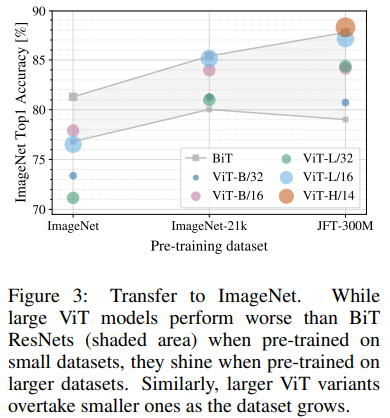 90
85
80
75
70
ImageNet Top1 Accuracy [%]
BiT
ViT-B/32
ViT-B/16
ViT-L/32
ViT-L/16
ViT-H/14
ImageNet
ImageNet-21k
JFT-300M
Pre-training dataset
Figure 3: Transfer to ImageNet. While
large ViT models perform worse than BiT
ResNets (shaded area) when pre-trained on
small datasets, they shine when pre-trained on
larger datasets. Similarly, larger ViT variants
overtake smaller ones as the dataset grows.